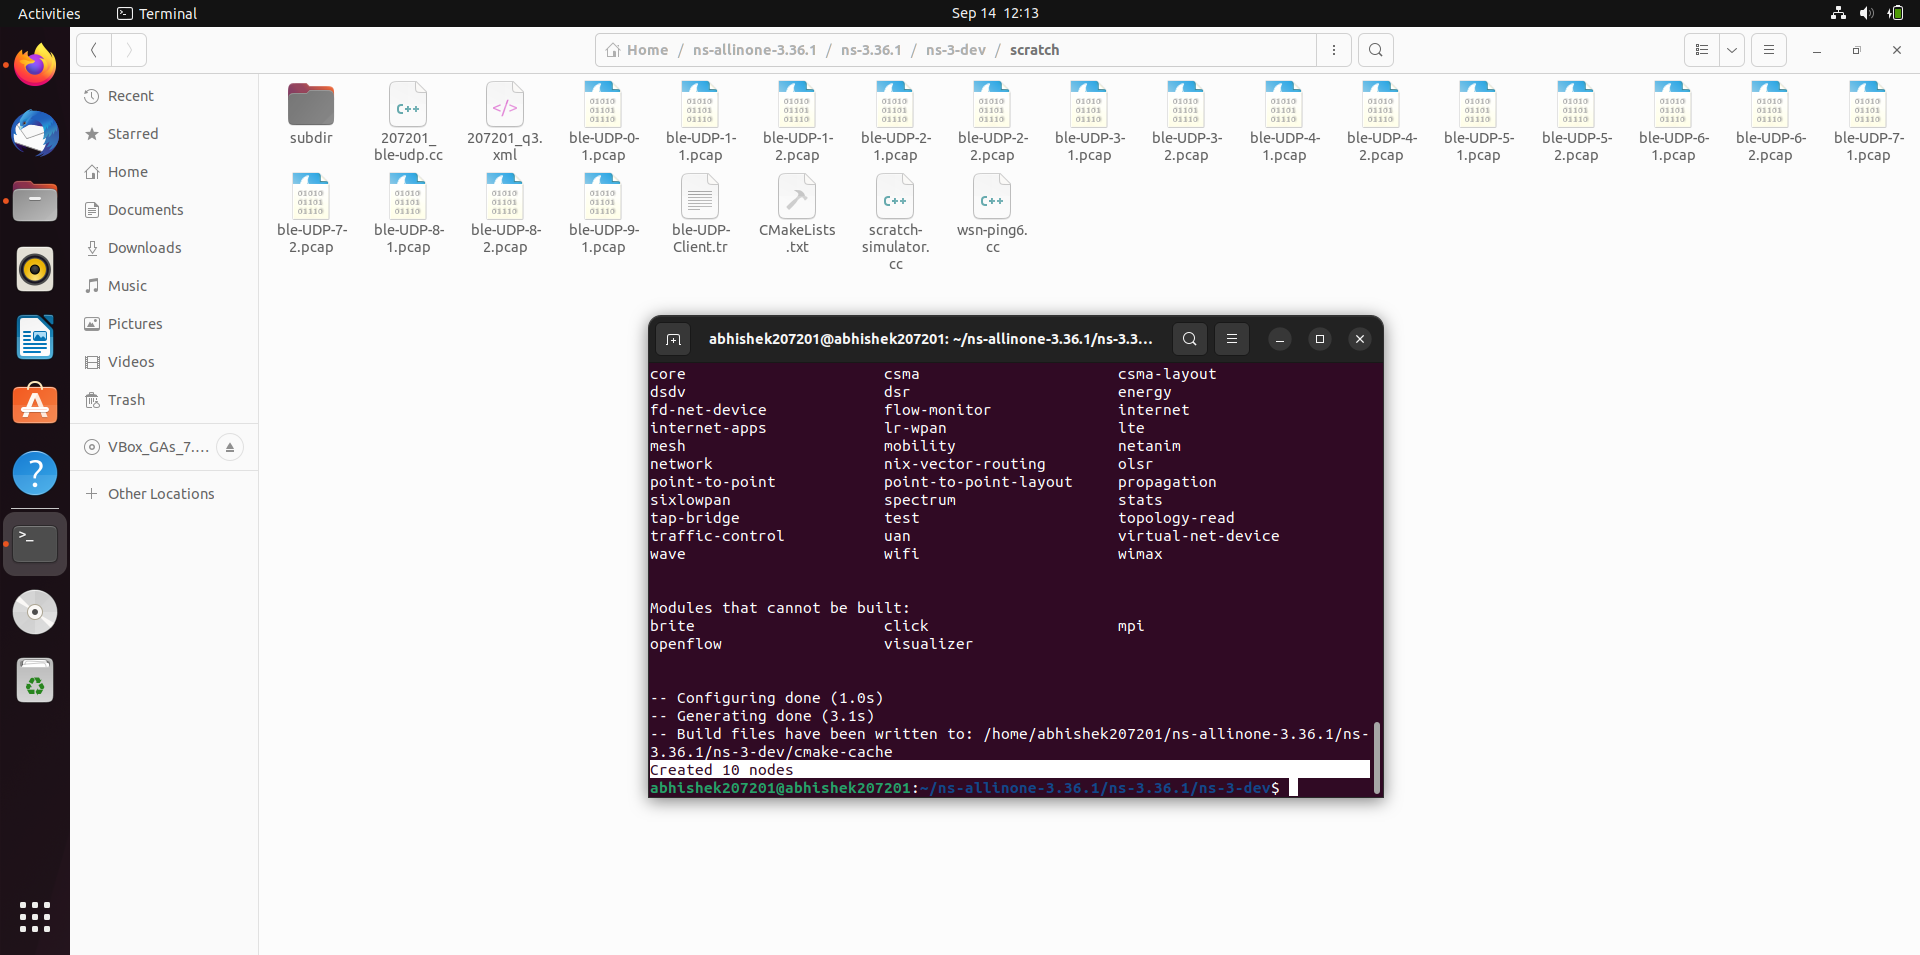 Activities Terminal Sep 14 12:13
Home / ns-allinone-3.36.1 / ns-3.36.1 / ns-3-dev / scratch
Recent
Starred
Home
Documents
Downloads
Music
Pictures
Videos
Trash
VBox_GAs_7....
Other Locations
subdir
207201_
ble-udp.cc
207201_q3.
xml
ble-UDP-0-
1.pcap
ble-UDP-1-
1.pcap
ble-UDP-1-
2.pcap
ble-UDP-2-
1.pcap
ble-UDP-2-
2.pcap
ble-UDP-3-
1.pcap
ble-UDP-3-
2.pcap
ble-UDP-4-
1.pcap
ble-UDP-4-
2.pcap
ble-UDP-5-
1.pcap
ble-UDP-5-
2.pcap
ble-UDP-6-
1.pcap
ble-UDP-6-
2.pcap
ble-UDP-7-
1.pcap
ble-UDP-7-
2.pcap
ble-UDP-8-
1.pcap
ble-UDP-8-
2.pcap
ble-UDP-9-
1.pcap
ble-UDP-
Client.tr
CMakeLists
.txt
scratch-
simulator.
cc
wsn-ping6.
cc
abhishek207201@abhishek207201: ~/ns-allinone-3.36.1/ns-3.3...
core csma csma-layout
dsdv dsr energy
fd-net-device flow-monitor internet
internet-apps lr-wpan lte
mesh mobility netanim
network nix-vector-routing olsr
point-to-point point-to-point-layout propagation
sixlowpan spectrum stats
tap-bridge test topology-read
traffic-control uan virtual-net-device
wave wifi wimax
Modules that cannot be built:
brite click mpi
openflow visualizer
-- Configuring done (1.0s)
-- Generating done (3.1s)
-- Build files have been written to: /home/abhishek207201/ns-allinone-3.36.1/ns-
3.36.1/ns-3-dev/cmake-cache
Created 10 nodes
abhishek207201@abhishek207201:~/ns-allinone-3.36.1/ns-3.36.1/ns-3-dev$